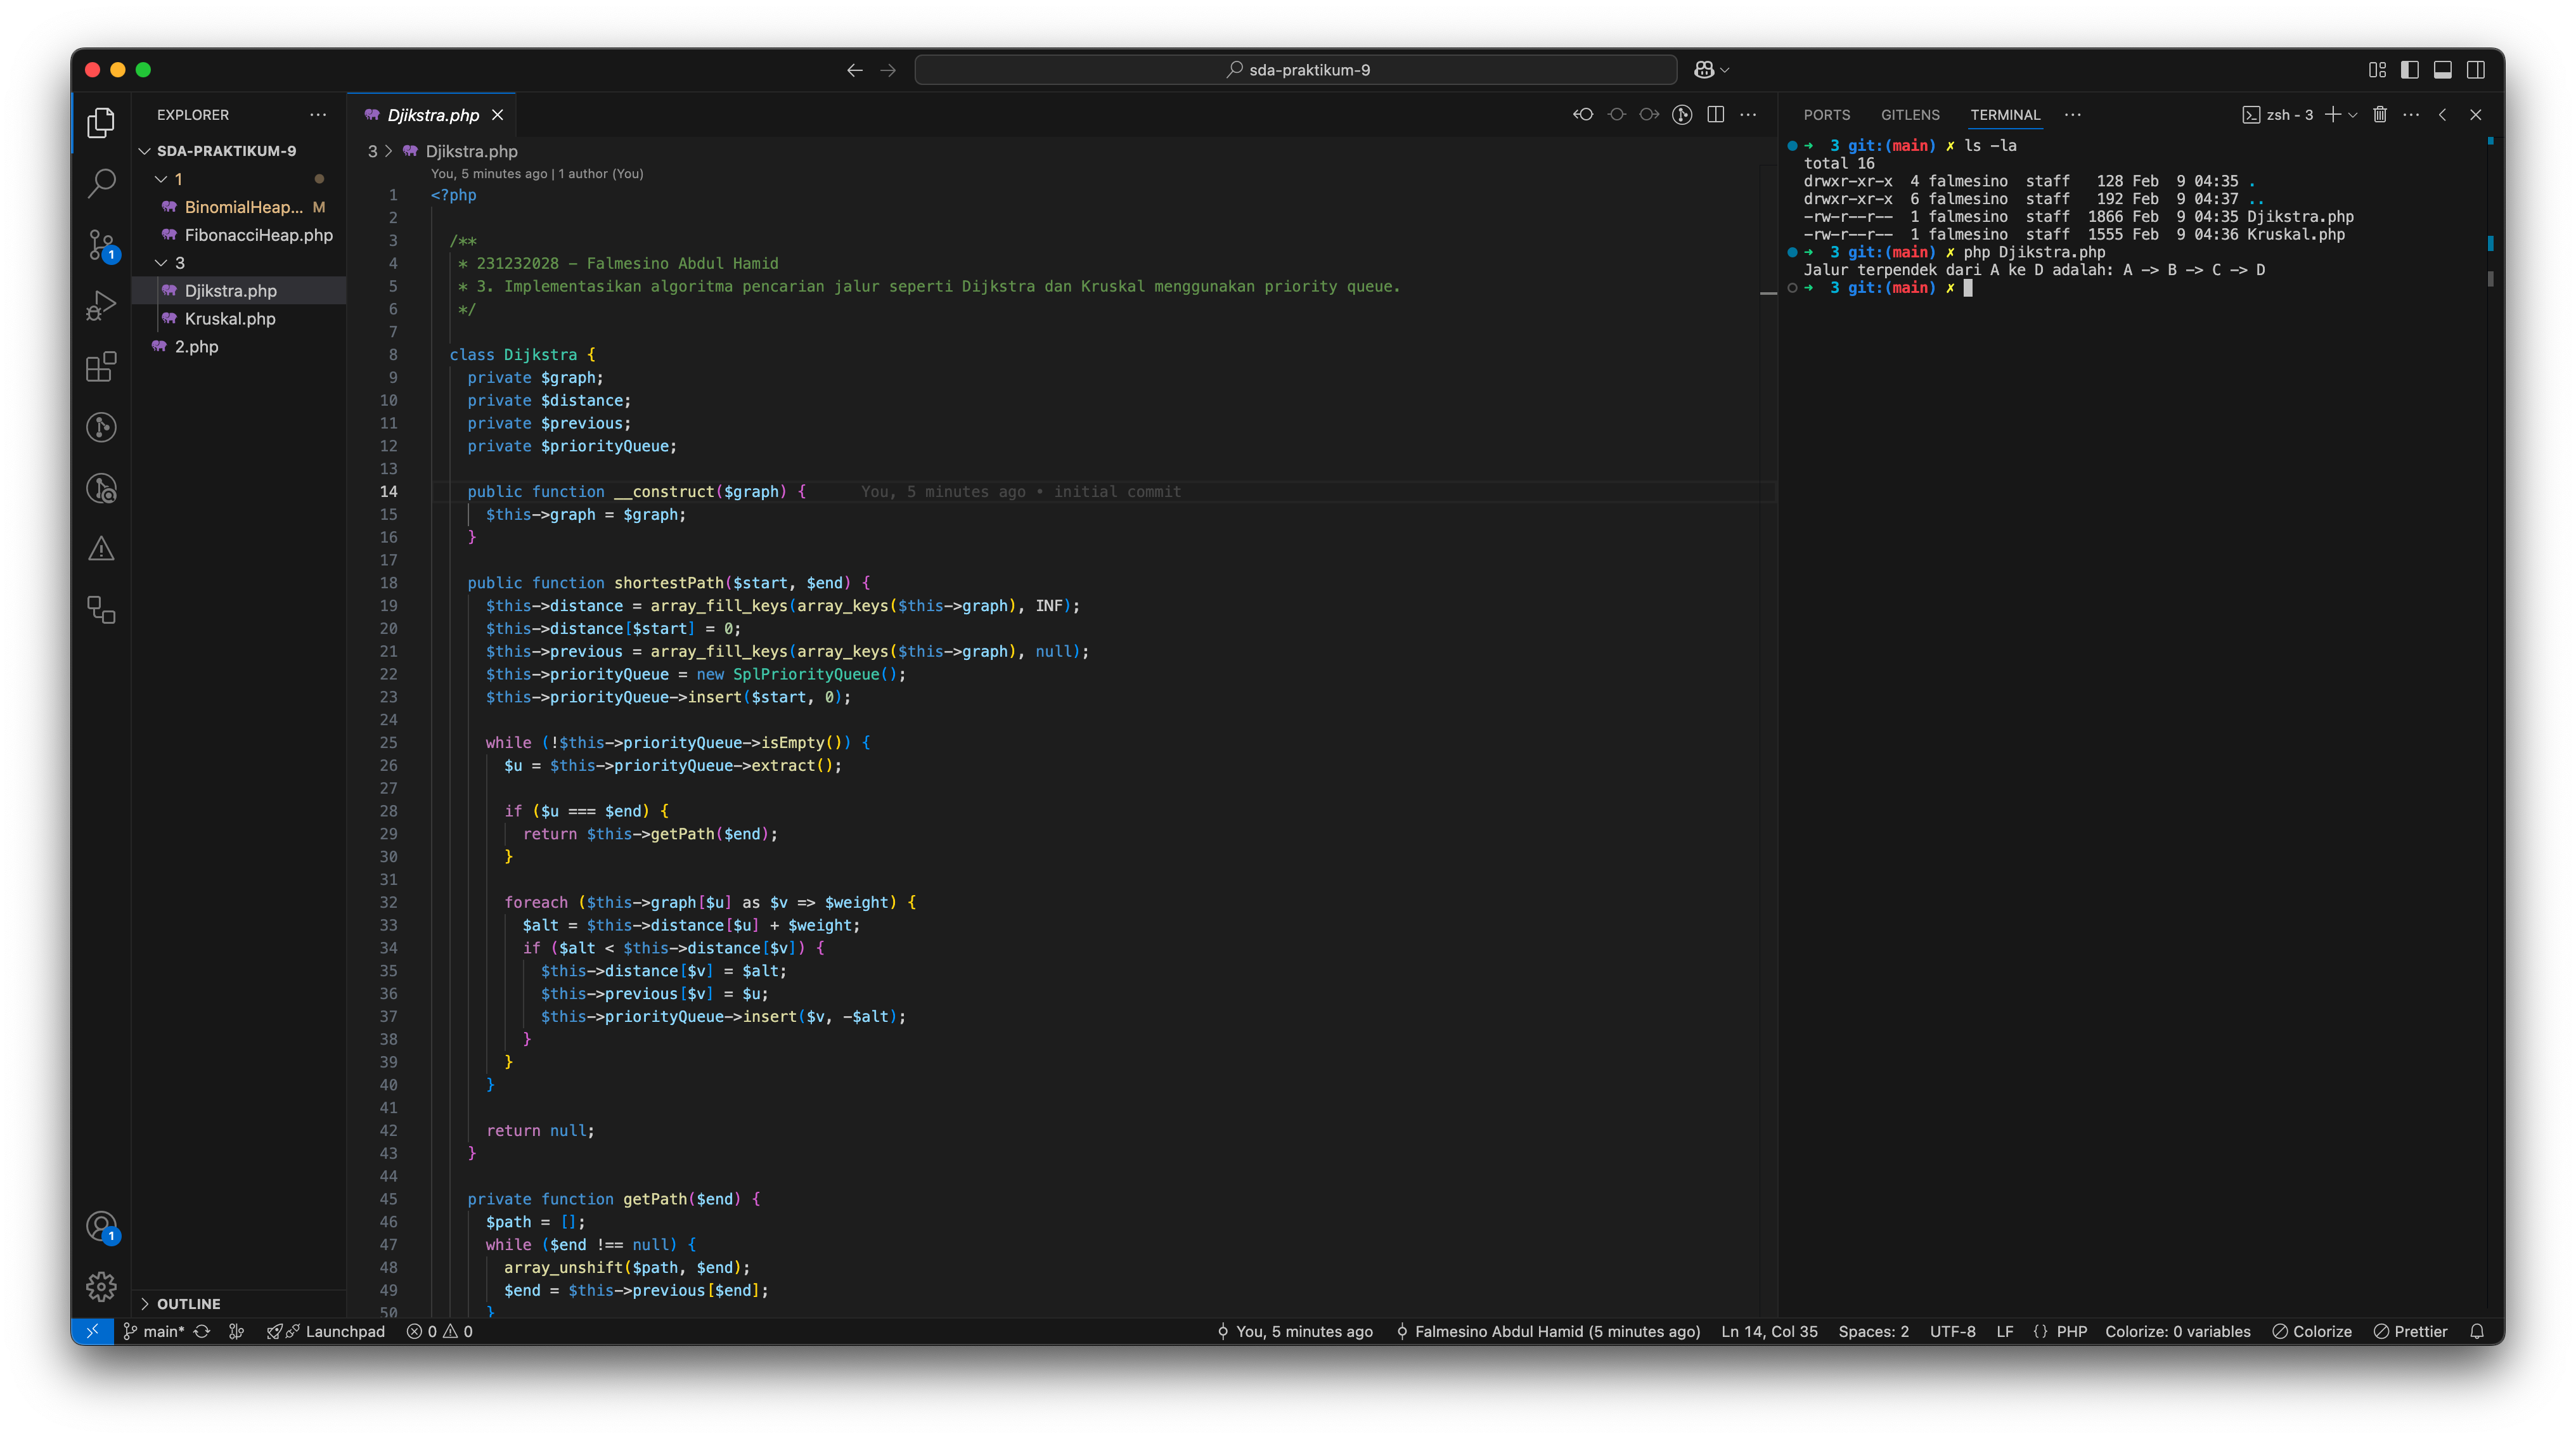 sda-praktikum-9
EXPLORER
SDA-PRAKTIKUM-9
1
BinomialHeap... M
FibonacciHeap.php
3
Djikstra.php
Kruskal.php
2.php
OUTLINE
1
1
Djikstra.php
3 > Djikstra.php
You, 5 minutes ago | 1 author (You)
1 <?php
2
3 /**
4 * 231232028 - Falmesino Abdul Hamid
5 * 3. Implementasikan algoritma pencarian jalur seperti Dijkstra dan Kruskal menggunakan priority queue.
6 */
7
8 class Dijkstra {
9 private $graph;
10 private $distance;
11 private $previous;
12 private $priorityQueue;
13
14 public function __construct($graph) { You, 5 minutes ago • initial commit
15 $this->graph = $graph;
16 }
17
18 public function shortestPath($start, $end) {
19 $this->distance = array_fill_keys(array_keys($this->graph), INF);
20 $this->distance[$start] = 0;
21 $this->previous = array_fill_keys(array_keys($this->graph), null);
22 $this->priorityQueue = new SplPriorityQueue();
23 $this->priorityQueue->insert($start, 0);
24
25 while (!$this->priorityQueue->isEmpty()) {
26 $u = $this->priorityQueue->extract();
27
28 if ($u === $end) {
29 return $this->getPath($end);
30 }
31
32 foreach ($this->graph[$u] as $v => $weight) {
33 $alt = $this->distance[$u] + $weight;
34 if ($alt < $this->distance[$v]) {
35 $this->distance[$v] = $alt;
36 $this->previous[$v] = $u;
37 $this->priorityQueue->insert($v, -$alt);
38 }
39 }
40 }
41
42 return null;
43 }
44
45 private function getPath($end) {
46 $path = [];
47 while ($end !== null) {
48 array_unshift($path, $end);
49 $end = $this->previous[$end];
50 }
PORTS GITLENS TERMINAL zsh - 3
➜ 3 git:(main) ✗ ls -la
total 16
drwxr-xr-x 4 falmesino staff 128 Feb 9 04:35 .
drwxr-xr-x 6 falmesino staff 192 Feb 9 04:37 ..
-rw-r--r-- 1 falmesino staff 1866 Feb 9 04:35 Djikstra.php
-rw-r--r-- 1 falmesino staff 1555 Feb 9 04:36 Kruskal.php
➜ 3 git:(main) ✗ php Djikstra.php
Jalur terpendek dari A ke D adalah: A -> B -> C -> D
➜ 3 git:(main) ✗
main* Launchpad 0 0 You, 5 minutes ago Falmesino Abdul Hamid (5 minutes ago) Ln 14, Col 35 Spaces: 2 UTF-8 LF {} PHP Colorize: 0 variables Colorize Prettier